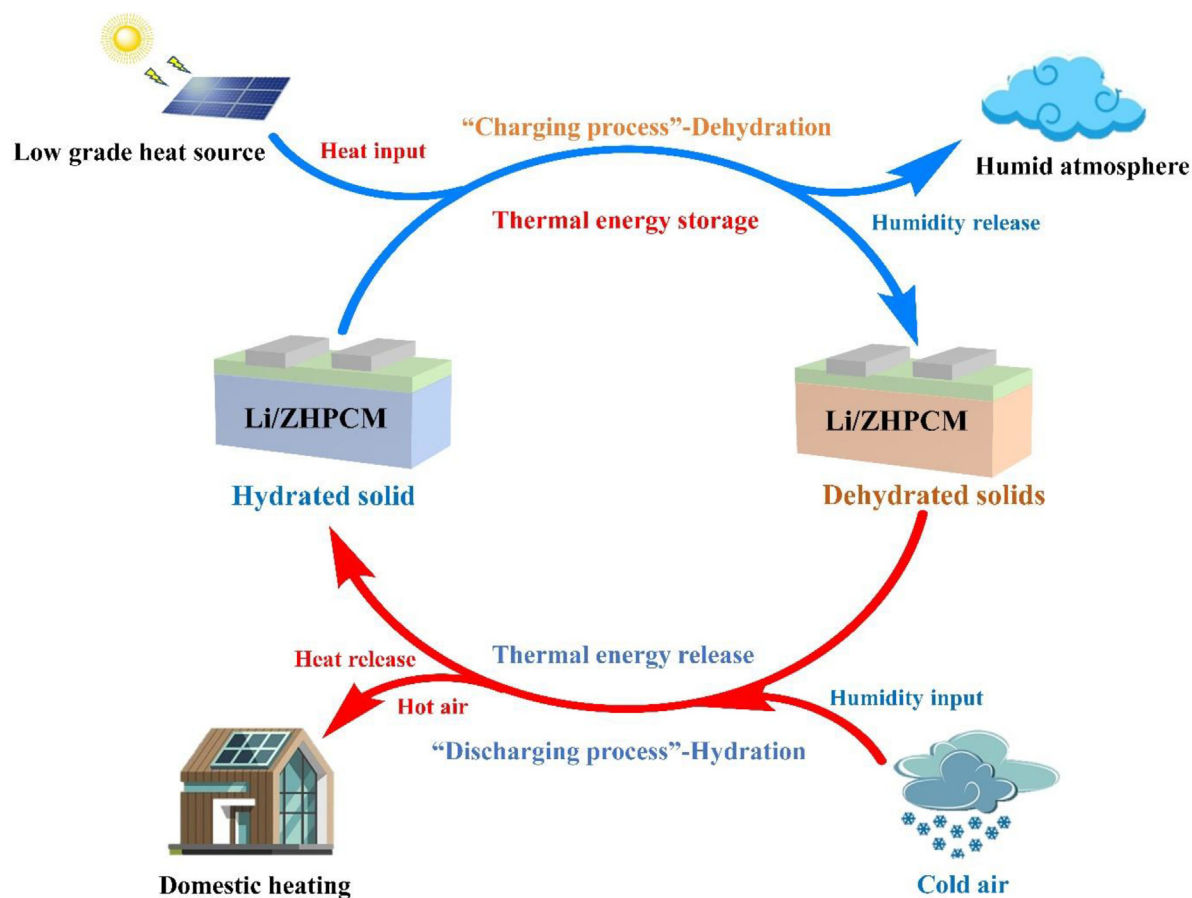 “Charging process”-Dehydration
Low grade heat source
Heat input
Humid atmosphere
Thermal energy storage
Humidity release
Li/ZHPCM
Li/ZHPCM
Hydrated solid
Dehydrated solids
Heat release
Thermal energy release
Hot air
Humidity input
“Discharging process”-Hydration
Domestic heating
Cold air